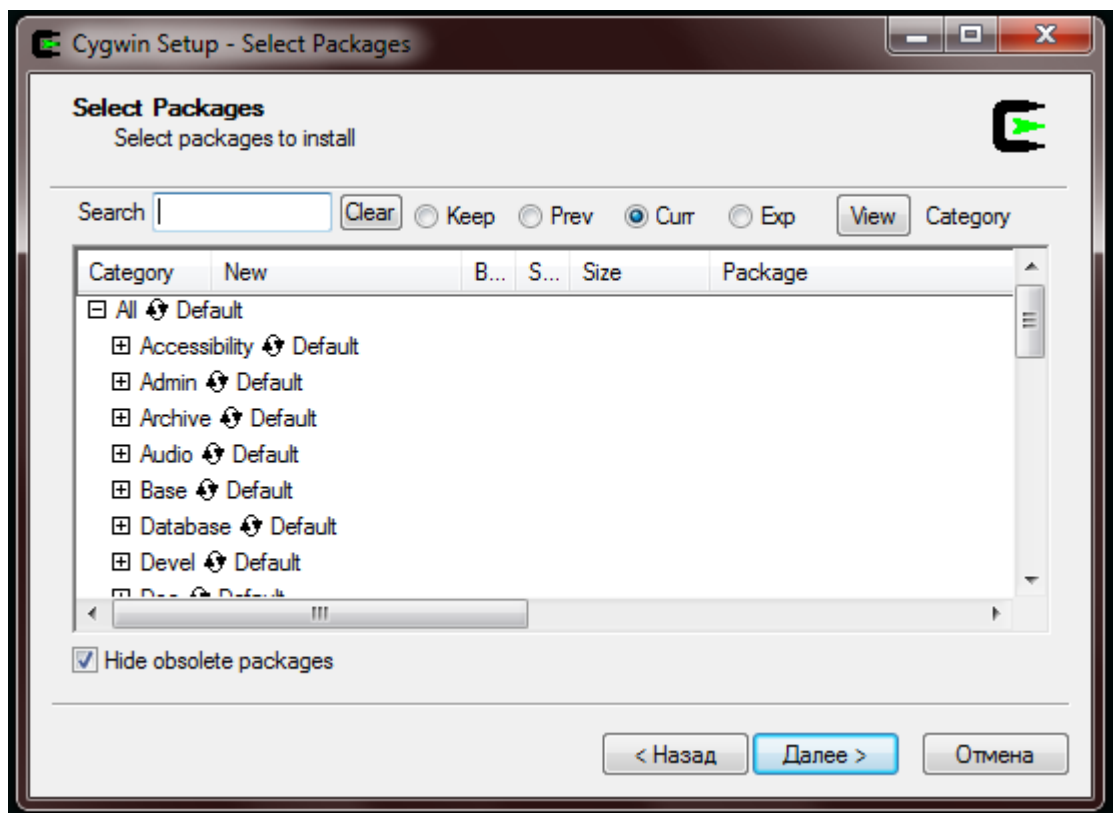 Cygwin Setup - Select Packages
Select Packages
Select packages to install
Search Clear Keep Prev Curr Exp View Category
Category New B... S... Size Package
All Default
Accessibility Default
Admin Default
Archive Default
Audio Default
Base Default
Database Default
Devel Default
Hide obsolete packages
< Назад Далее > Отмена